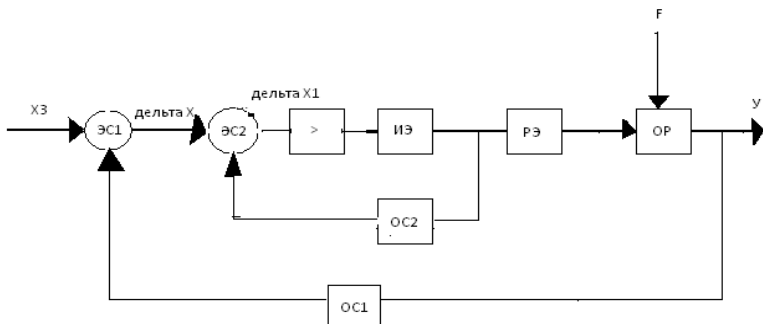 F
ХЗ
дельта Х
дельта Х1
У
ЭС1
ЭС2
>
ИЭ
РЭ
ОР
ОС2
ОС1